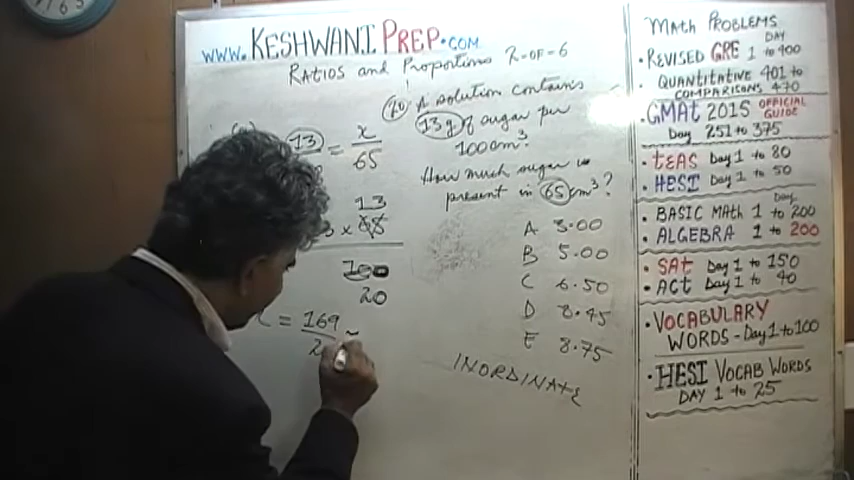 WWW.KESHWANI PREP.COM
RATIOS and PROPORTIONS 2-OF-6
A solution contains
13g of sugar per
100cm³.
How much sugar is
present in 65 cm³?
A 3.00
B 5.00
C 6.50
D 8.45
E 8.75
INORDINATE
13 = x
65
13
3 x 65
100
20
= 169
2
MATH PROBLEMS
DAY
• REVISED GRE 1 to 400
QUANTITATIVE 401 to
COMPARISONS 470
• GMAT 2015 OFFICIAL
GUIDE
Day 251 to 375
• TEAS Day 1 to 80
• HESI Day 1 to 50
Day
• BASIC MATH 1 to 200
• ALGEBRA 1 to 200
• SAT Day 1 to 150
• ACT Day 1 to 40
• VOCABULARY
WORDS - Day 1 to 100
• HESI VOCAB WORDS
DAY 1 to 25